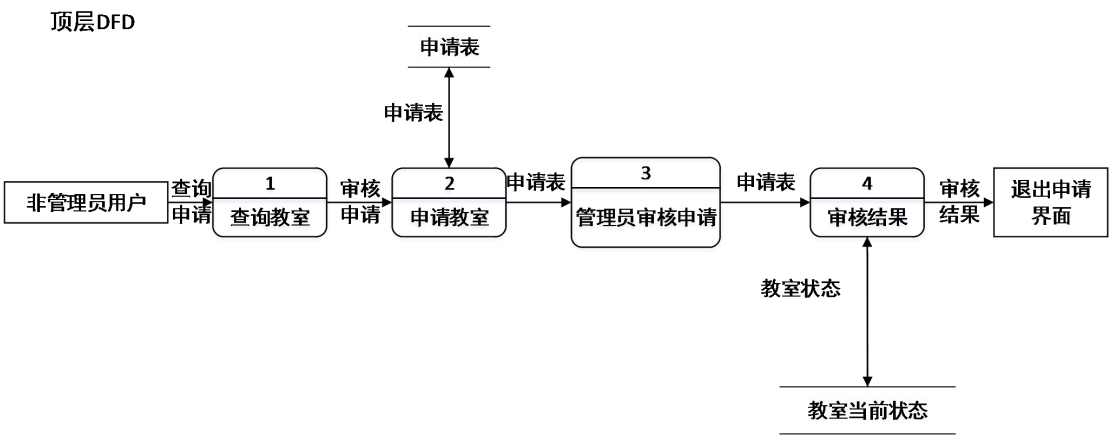 顶层DFD
申请表
申请表
非管理员用户
查询
申请
1
查询教室
审核
申请
2
申请教室
申请表
3
管理员审核申请
申请表
4
审核结果
审核
结果
退出申请
界面
教室状态
教室当前状态